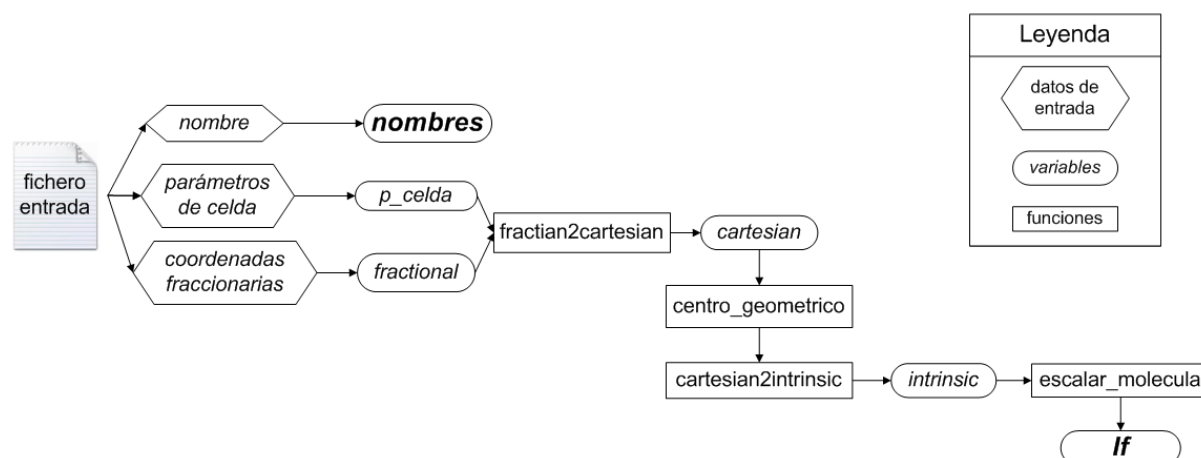 Leyenda
datos de
entrada
variables
funciones
fichero
entrada
nombre
nombres
parámetros
de celda
p_celda
coordenadas
fraccionarias
fractional
fractian2cartesian
cartesian
centro_geometrico
cartesian2intrinsic
intrinsic
escalar_molecula
If